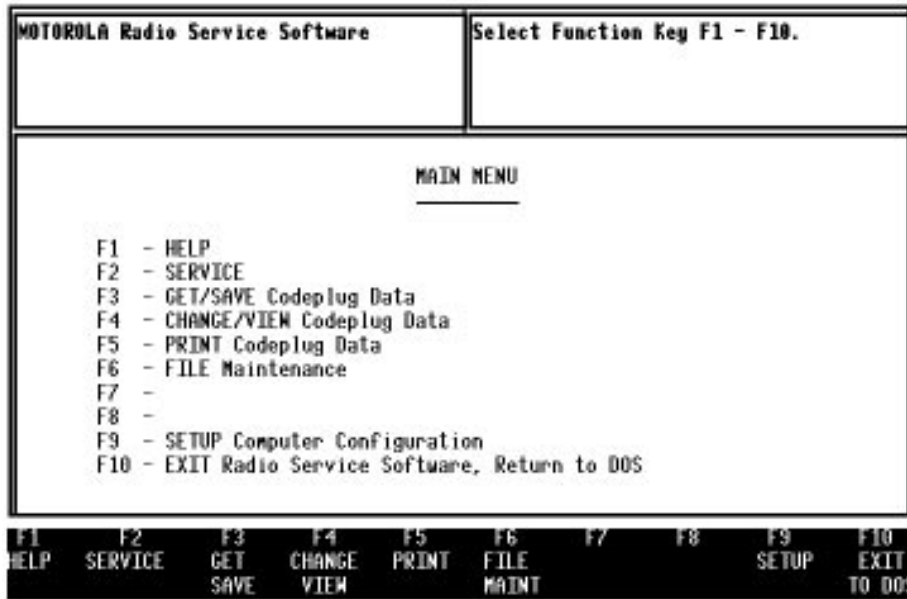 MOTOROLA Radio Service Software
Select Function Key F1 - F10.
MAIN MENU
F1 - HELP
F2 - SERVICE
F3 - GET/SAVE Codeplug Data
F4 - CHANGE/VIEW Codeplug Data
F5 - PRINT Codeplug Data
F6 - FILE Maintenance
F7 -
F8 -
F9 - SETUP Computer Configuration
F10 - EXIT Radio Service Software, Return to DOS
F1 F2 F3 F4 F5 F6 F7 F8 F9 F10
HELP SERVICE GET CHANGE PRINT FILE SETUP EXIT
SAVE VIEW MAINT TO DOS